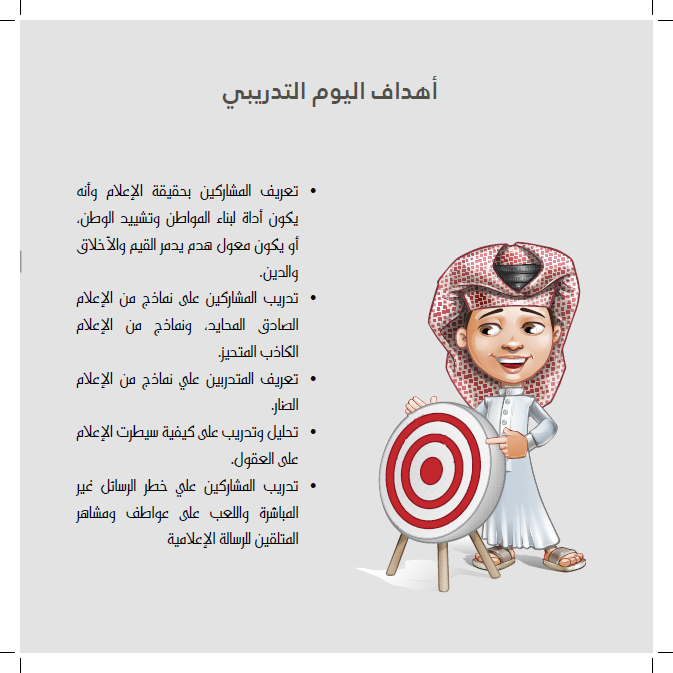 أهداف اليوم التدريبي
• تعريف المشاركين بحقيقة الإعلام وأنه
يكون أداة لبناء المواطن وتشييد الوطن،
أو يكون معول هدم يدمر القيم والأخلاق
والدين.
• تدريب المشاركين على نماذج من الإعلام
الصادق المحايد، ونماذج من الإعلام
الكاذب المتحيز.
• تعريف المتدربين علي نماذج من الإعلام
الضار.
• تحليل وتدريب على كيفية سيطرت الإعلام
على العقول.
• تدريب المشاركين علي خطر الرسائل غير
المباشرة واللعب على عواطف ومشاهر
المتلقين للرسالة الإعلامية